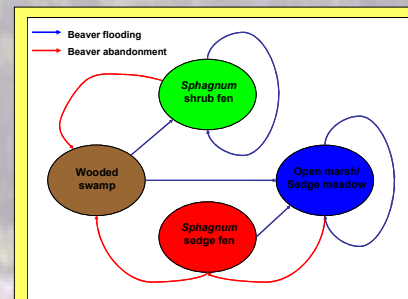 Beaver flooding
Beaver abandonment
Sphagnum
shrub fen
Wooded
swamp
Open marsh/
Sedge meadow
Sphagnum
sedge fen